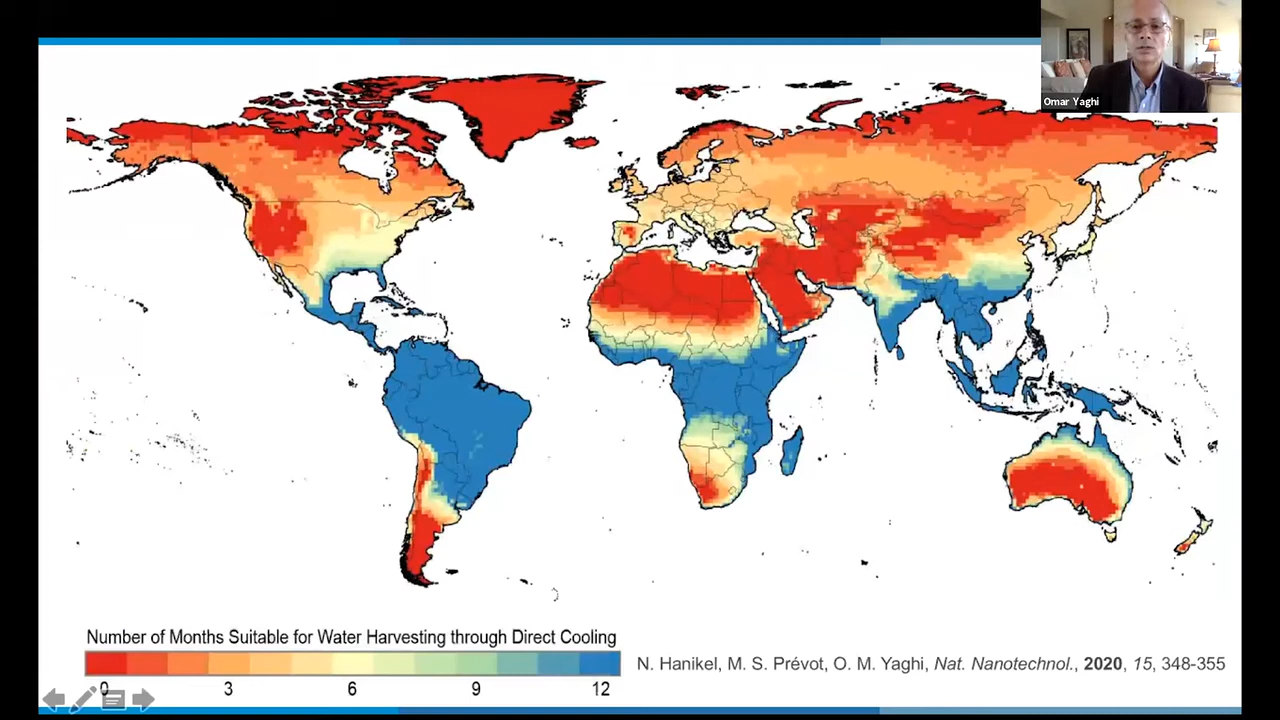 Omar Yaghi
Number of Months Suitable for Water Harvesting through Direct Cooling
N. Hanikel, M. S. Prévot, O. M. Yaghi, Nat. Nanotechnol., 2020, 15, 348-355
0 3 6 9 12